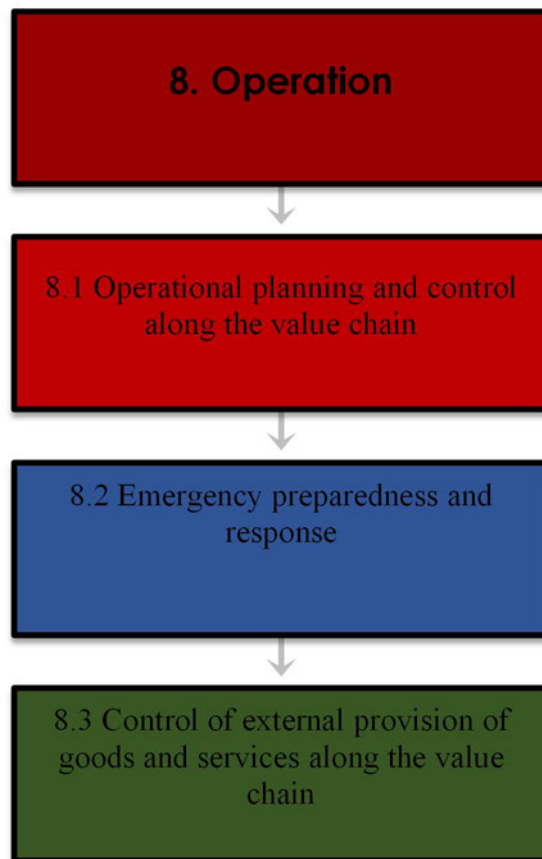 8. Operation
8.1 Operational planning and control
along the value chain
8.2 Emergency preparedness and
response
8.3 Control of external provision of
goods and services along the value
chain